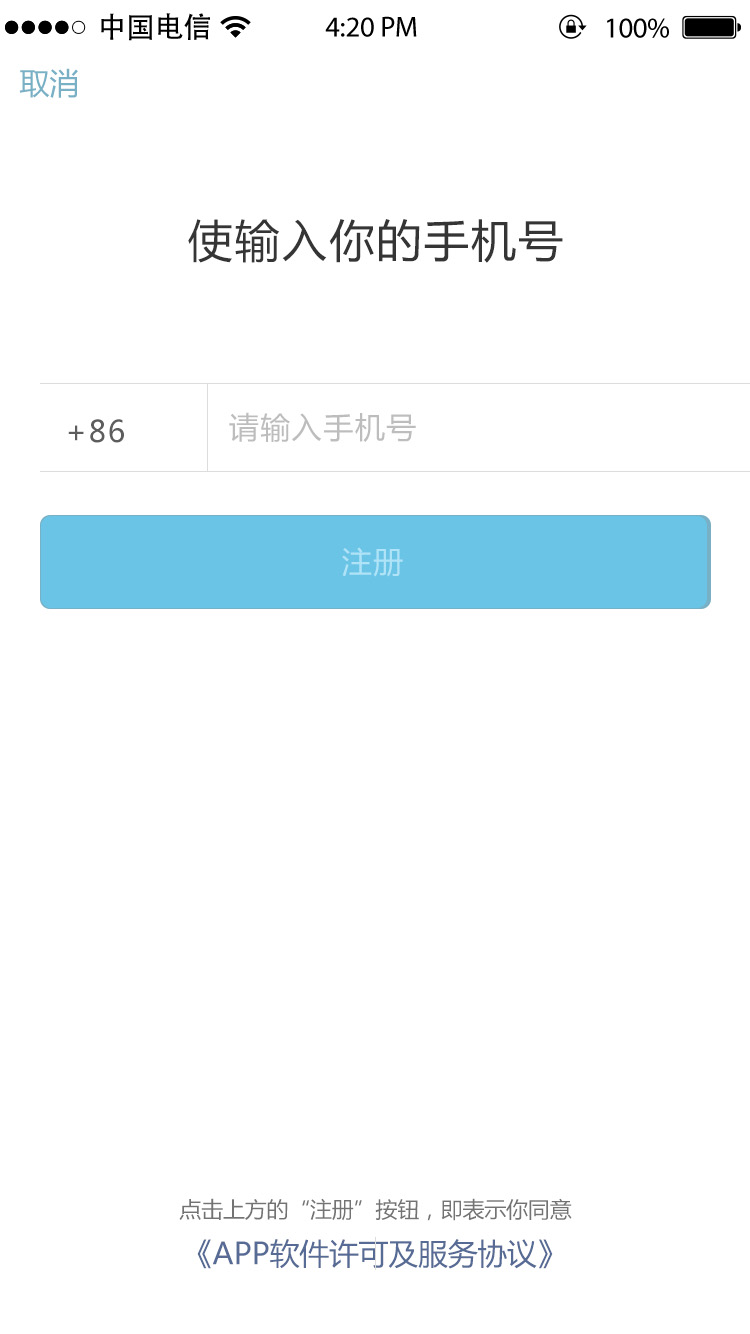 中国电信 4:20 PM 100%
取消
使输入你的手机号
+86 请输入手机号
注册
点击上方的“注册”按钮，即表示你同意
《APP软件许可及服务协议》